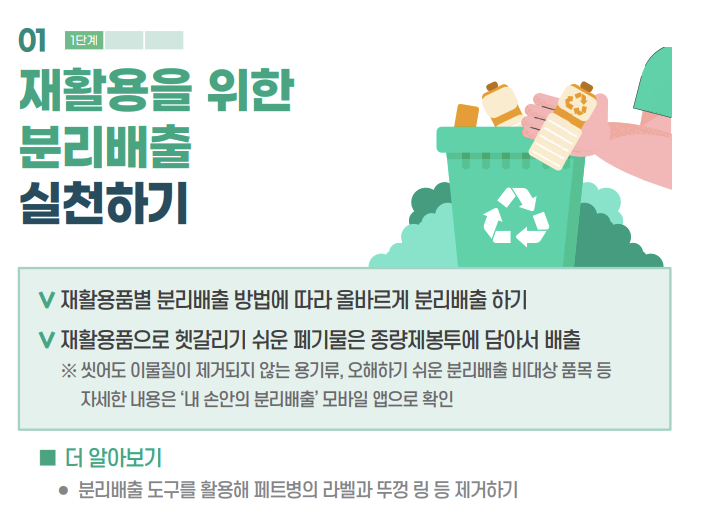 01 1단계
재활용을 위한
분리배출
실천하기
V 재활용품별 분리배출 방법에 따라 올바르게 분리배출 하기
V 재활용품으로 헷갈리기 쉬운 폐기물은 종량제봉투에 담아서 배출
※ 씻어도 이물질이 제거되지 않는 용기류, 오해하기 쉬운 분리배출 비대상 품목 등
자세한 내용은 '내 손안의 분리배출' 모바일 앱으로 확인
■ 더 알아보기
● 분리배출 도구를 활용해 페트병의 라벨과 뚜껑 링 등 제거하기